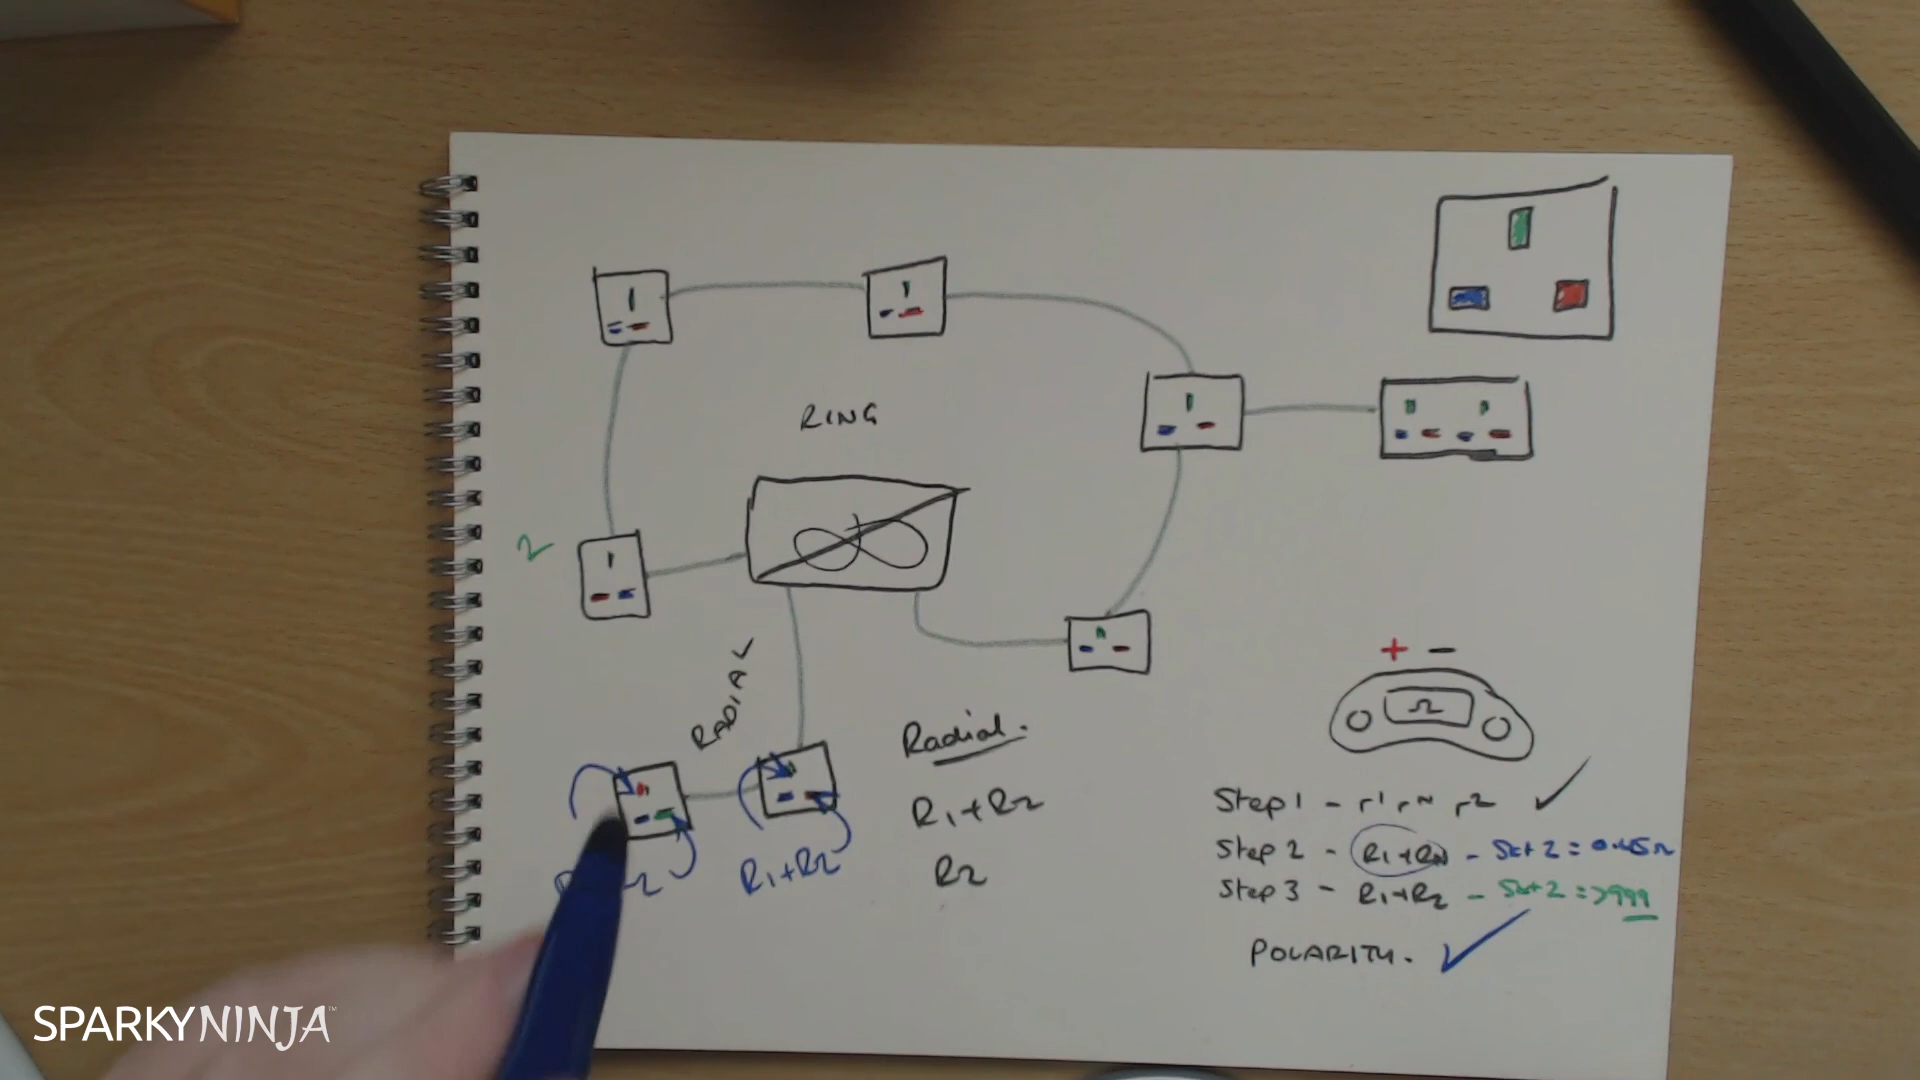 RING
2
+ -
Ω
RADIAL
Radial.
R1+R2
R2
R1+R2
Step 1 - r1 rN r2
Step 2 - R1+RN - Skt 2 = 0.45Ω
Step 3 - R1+R2 - Skt 2 = >999
POLARITY.
SPARKYNINJA™